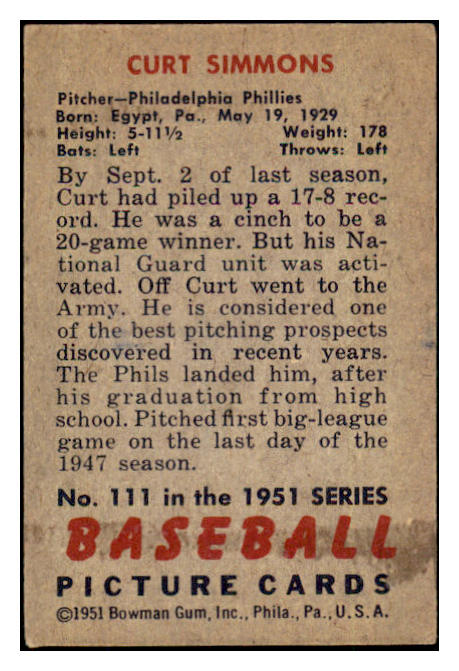 CURT SIMMONS
Pitcher—Philadelphia Phillies
Born: Egypt, Pa., May 19, 1929
Height: 5-11½ Weight: 178
Bats: Left Throws: Left
By Sept. 2 of last season,
Curt had piled up a 17-8 rec-
ord. He was a cinch to be a
20-game winner. But his Na-
tional Guard unit was acti-
vated. Off Curt went to the
Army. He is considered one
of the best pitching prospects
discovered in recent years.
The Phils landed him, after
his graduation from high
school. Pitched first big-league
game on the last day of the
1947 season.
No. 111 in the 1951 SERIES
BASEBALL
PICTURE CARDS
©1951 Bowman Gum, Inc., Phila., Pa., U.S.A.